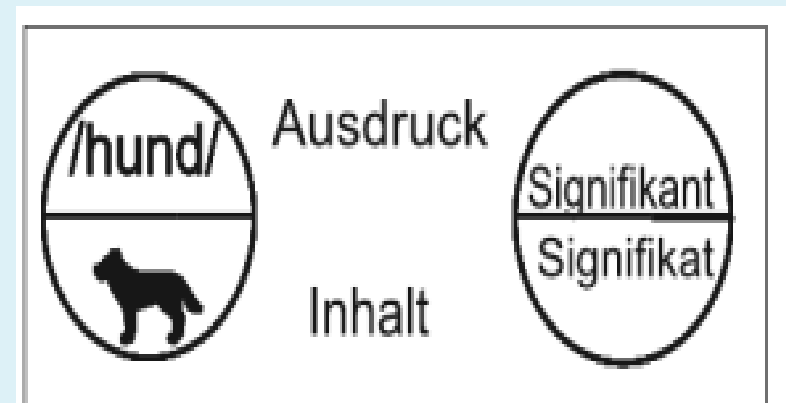 /hund/
Ausdruck
Signifikant
Signifikat
Inhalt